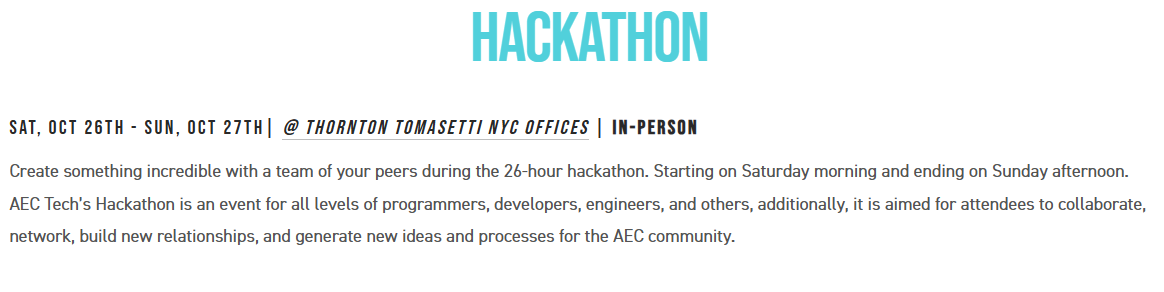 HACKATHON
SAT, OCT 26TH - SUN, OCT 27TH| @ THORNTON TOMASETTI NYC OFFICES | IN-PERSON
Create something incredible with a team of your peers during the 26-hour hackathon. Starting on Saturday morning and ending on Sunday afternoon.
AEC Tech's Hackathon is an event for all levels of programmers, developers, engineers, and others, additionally, it is aimed for attendees to collaborate,
network, build new relationships, and generate new ideas and processes for the AEC community.